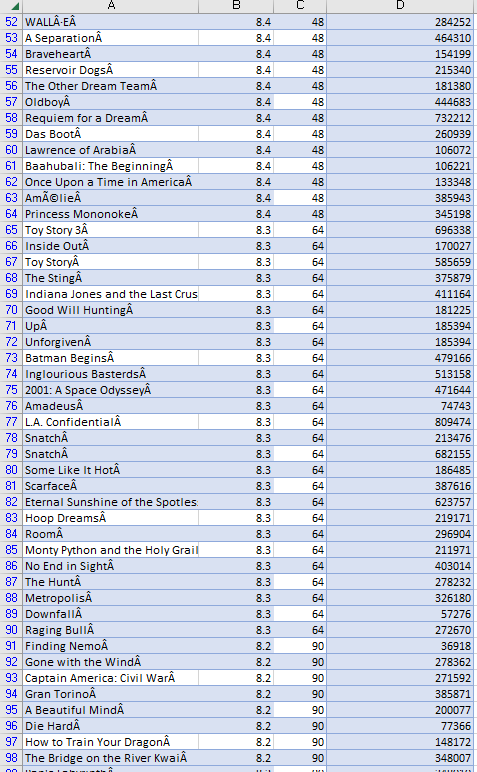 A B C D
52 WALLÂ·EÂ 8.4 48 284252
53 A SeparationÂ 8.4 48 464310
54 BraveheartÂ 8.4 48 154199
55 Reservoir DogsÂ 8.4 48 215340
56 The Other Dream TeamÂ 8.4 48 181380
57 OldboyÂ 8.4 48 444683
58 Requiem for a DreamÂ 8.4 48 732212
59 Das BootÂ 8.4 48 260939
60 Lawrence of ArabiaÂ 8.4 48 106072
61 Baahubali: The BeginningÂ 8.4 48 106221
62 Once Upon a Time in AmericaÂ 8.4 48 133348
63 AmÃ©lieÂ 8.4 48 385943
64 Princess MononokeÂ 8.4 48 345198
65 Toy Story 3Â 8.3 64 696338
66 Inside OutÂ 8.3 64 170027
67 Toy StoryÂ 8.3 64 585659
68 The StingÂ 8.3 64 375879
69 Indiana Jones and the Last Crus 8.3 64 411164
70 Good Will HuntingÂ 8.3 64 181225
71 UpÂ 8.3 64 185394
72 UnforgivenÂ 8.3 64 185394
73 Batman BeginsÂ 8.3 64 479166
74 Inglourious BasterdsÂ 8.3 64 513158
75 2001: A Space OdysseyÂ 8.3 64 471644
76 AmadeusÂ 8.3 64 74743
77 L.A. ConfidentialÂ 8.3 64 809474
78 SnatchÂ 8.3 64 213476
79 SnatchÂ 8.3 64 682155
80 Some Like It HotÂ 8.3 64 186485
81 ScarfaceÂ 8.3 64 387616
82 Eternal Sunshine of the Spotles 8.3 64 623757
83 Hoop DreamsÂ 8.3 64 219171
84 RoomÂ 8.3 64 296904
85 Monty Python and the Holy Grail 8.3 64 211971
86 No End in SightÂ 8.3 64 403014
87 The HuntÂ 8.3 64 278232
88 MetropolisÂ 8.3 64 326180
89 DownfallÂ 8.3 64 57276
90 Raging BullÂ 8.3 64 272670
91 Finding NemoÂ 8.2 90 36918
92 Gone with the WindÂ 8.2 90 278362
93 Captain America: Civil WarÂ 8.2 90 271592
94 Gran TorinoÂ 8.2 90 385871
95 A Beautiful MindÂ 8.2 90 200077
96 Die HardÂ 8.2 90 77366
97 How to Train Your DragonÂ 8.2 90 148172
98 The Bridge on the River KwaiÂ 8.2 90 348007